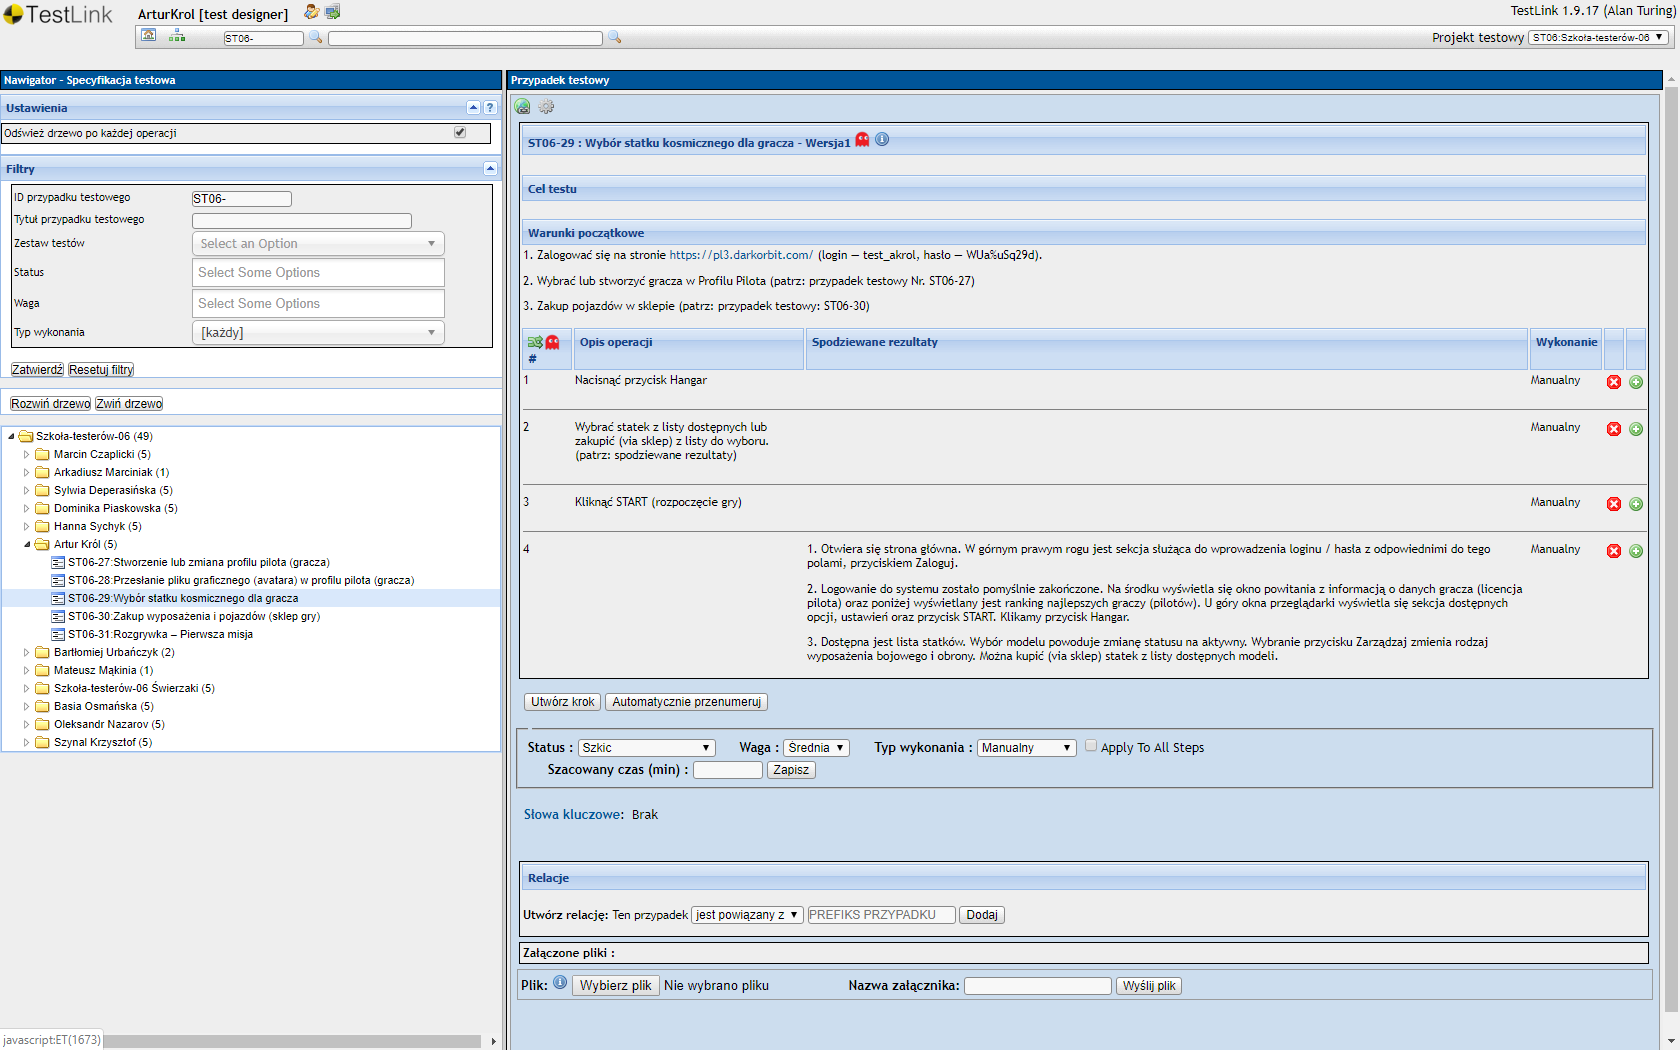 TestLink
ArturKrol [test designer]
TestLink 1.9.17 (Alan Turing)
ST06-
Projekt testowy ST06:Szkoła-testerów-06
Nawigator - Specyfikacja testowa
Ustawienia
?
Odśwież drzewo po każdej operacji
Filtry
ID przypadku testowego ST06-
Tytuł przypadku testowego
Zestaw testów Select an Option
Status Select Some Options
Waga Select Some Options
Typ wykonania [każdy]
Zatwierdź Resetuj filtry
Rozwiń drzewo Zwiń drzewo
Szkoła-testerów-06 (49)
Marcin Czaplicki (5)
Arkadiusz Marciniak (1)
Sylwia Deperasińska (5)
Dominika Piaskowska (5)
Hanna Sychyk (5)
Artur Król (5)
ST06-27:Stworzenie lub zmiana profilu pilota (gracza)
ST06-28:Przesłanie pliku graficznego (avatara) w profilu pilota (gracza)
ST06-29:Wybór statku kosmicznego dla gracza
ST06-30:Zakup wyposażenia i pojazdów (sklep gry)
ST06-31:Rozgrywka – Pierwsza misja
Bartłomiej Urbańczyk (2)
Mateusz Mąkinia (1)
Szkoła-testerów-06 Świerzaki (5)
Basia Osmańska (5)
Oleksandr Nazarov (5)
Szynal Krzysztof (5)
javascript:ET(1673)
Przypadek testowy
ST06-29 : Wybór statku kosmicznego dla gracza - Wersja1
Cel testu
Warunki początkowe
1. Zalogować się na stronie https://pl3.darkorbit.com/ (login — test_akrol, hasło — WUa%uSq29d).
2. Wybrać lub stworzyć gracza w Profilu Pilota (patrz: przypadek testowy Nr. ST06-27)
3. Zakup pojazdów w sklepie (patrz: przypadek testowy: ST06-30)
# Opis operacji Spodziewane rezultaty Wykonanie
1 Nacisnąć przycisk Hangar Manualny
2 Wybrać statek z listy dostępnych lub Manualny
zakupić (via sklep) z listy do wyboru.
(patrz: spodziewane rezultaty)
3 Kliknąć START (rozpoczęcie gry) Manualny
4 1. Otwiera się strona główna. W górnym prawym rogu jest sekcja służąca do wprowadzenia loginu / hasła z odpowiednimi do tego Manualny
polami, przyciskiem Zaloguj.
2. Logowanie do systemu zostało pomyślnie zakończone. Na środku wyświetla się okno powitania z informacją o danych gracza (licencja
pilota) oraz poniżej wyświetlany jest ranking najlepszych graczy (pilotów). U góry okna przeglądarki wyświetla się sekcja dostępnych
opcji, ustawień oraz przycisk START. Klikamy przycisk Hangar.
3. Dostępna jest lista statków. Wybór modelu powoduje zmianę statusu na aktywny. Wybranie przycisku Zarządzaj zmienia rodzaj
wyposażenia bojowego i obrony. Można kupić (via sklep) statek z listy dostępnych modeli.
Utwórz krok Automatycznie przenumeruj
Status : Szkic Waga : Średnia Typ wykonania : Manualny Apply To All Steps
Szacowany czas (min) : Zapisz
Słowa kluczowe: Brak
Relacje
Utwórz relację: Ten przypadek jest powiązany z PREFIKS PRZYPADKU Dodaj
Załączone pliki :
Plik: Wybierz plik Nie wybrano pliku Nazwa załącznika: Wyślij plik